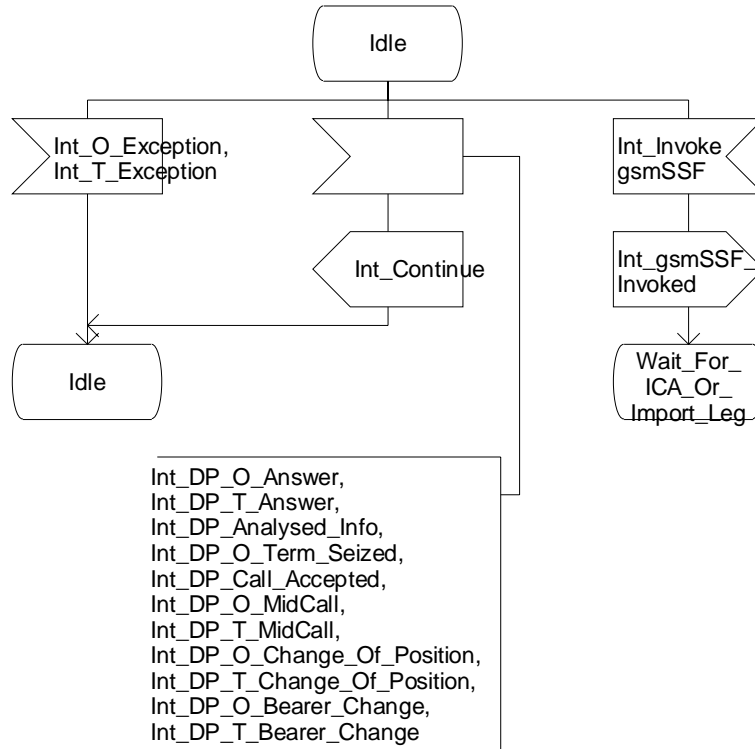 Idle
Int_O_Exception,
Int_T_Exception
Int_Invoke
gsmSSF
Int_Continue
Int_gsmSSF_
Invoked
Idle
Wait_For_
ICA_Or_
Import_Leg
Int_DP_O_Answer,
Int_DP_T_Answer,
Int_DP_Analysed_Info,
Int_DP_O_Term_Seized,
Int_DP_Call_Accepted,
Int_DP_O_MidCall,
Int_DP_T_MidCall,
Int_DP_O_Change_Of_Position,
Int_DP_T_Change_Of_Position,
Int_DP_O_Bearer_Change,
Int_DP_T_Bearer_Change